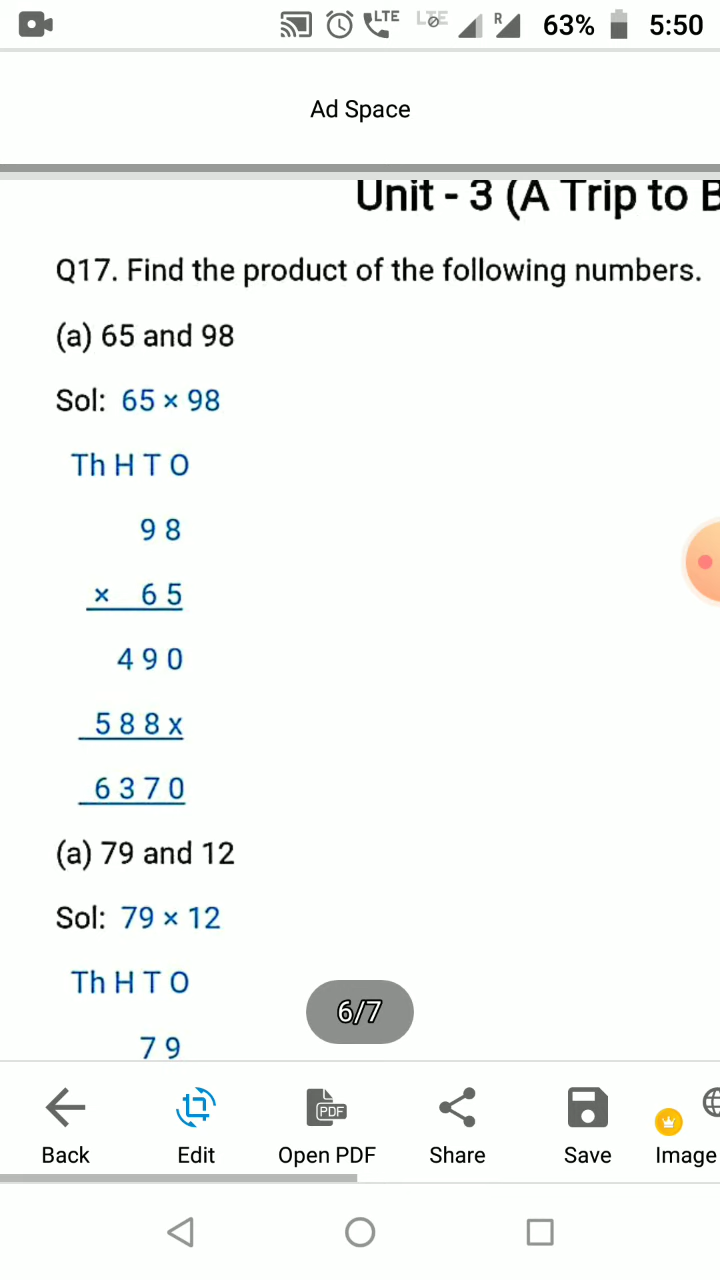 LTE LTE R 63% 5:50
Ad Space
Unit - 3 (A Trip to B
Q17. Find the product of the following numbers.
(a) 65 and 98
Sol: 65 × 98
Th H T O
9 8
× 6 5
4 9 0
5 8 8 x
6 3 7 0
(a) 79 and 12
Sol: 79 × 12
Th H T O
6/7
7 9
PDF
Back Edit Open PDF Share Save Image